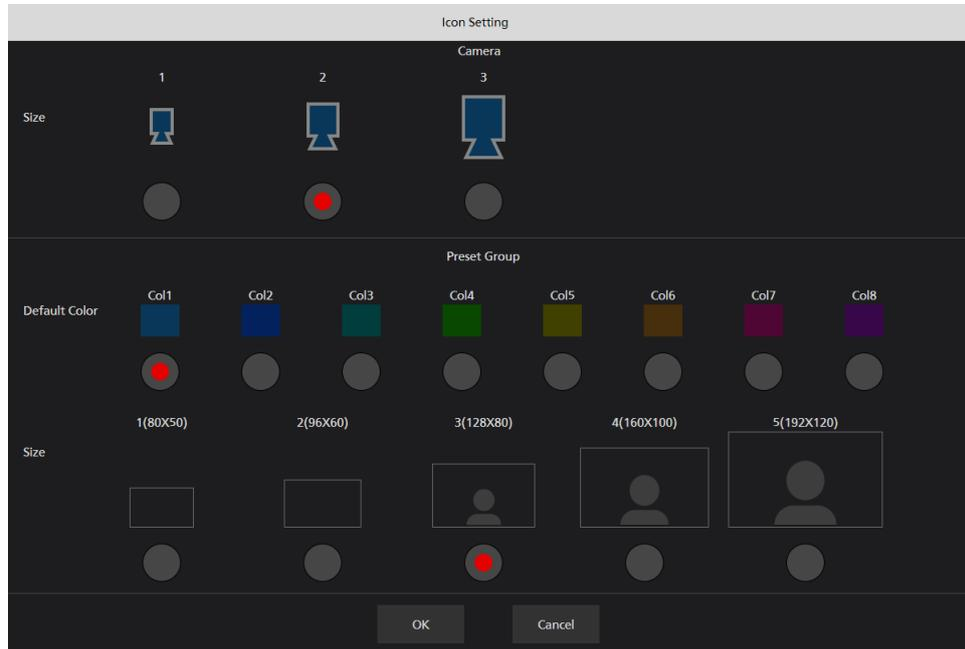 Icon Setting
Camera
1 2 3
Size
Preset Group
Col1 Col2 Col3 Col4 Col5 Col6 Col7 Col8
Default Color
1(80X50) 2(96X60) 3(128X80) 4(160X100) 5(192X120)
Size
OK Cancel